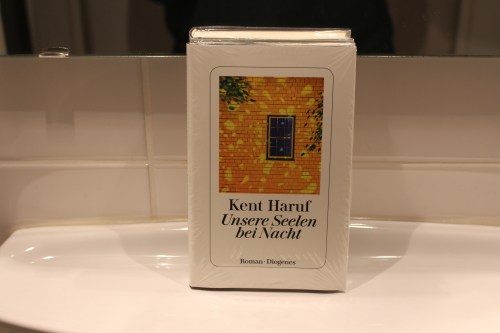 Kent Haruf
Unsere Seelen
bei Nacht
Roman · Diogenes